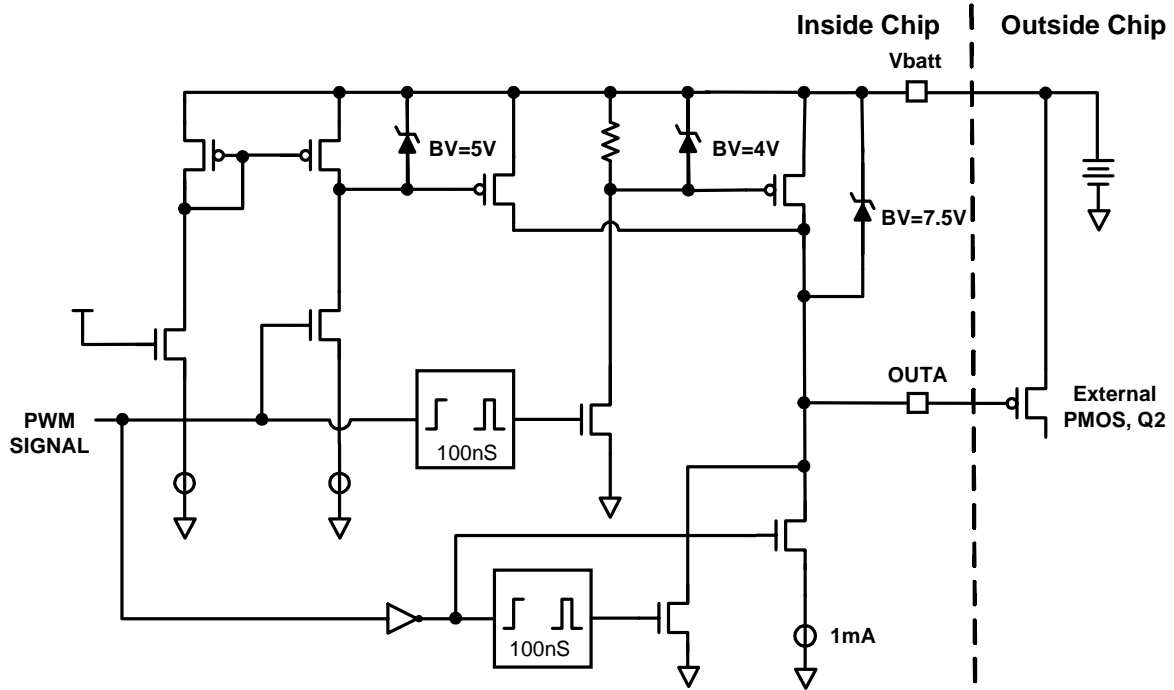 Inside Chip
Outside Chip
Vbatt
BV=5V
BV=4V
BV=7.5V
OUTA
External
PMOS, Q2
PWM
SIGNAL
100nS
100nS
1mA